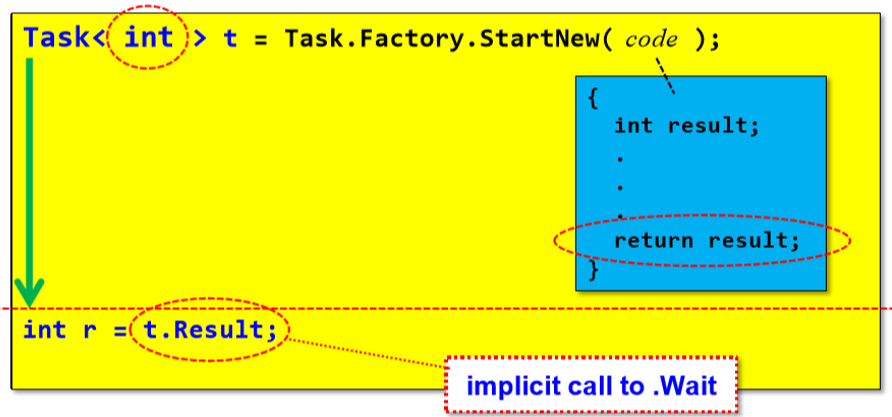 Task< int > t = Task.Factory.StartNew( code );
{
int result;
.
.
.
return result;
}
int r = t.Result;
implicit call to .Wait